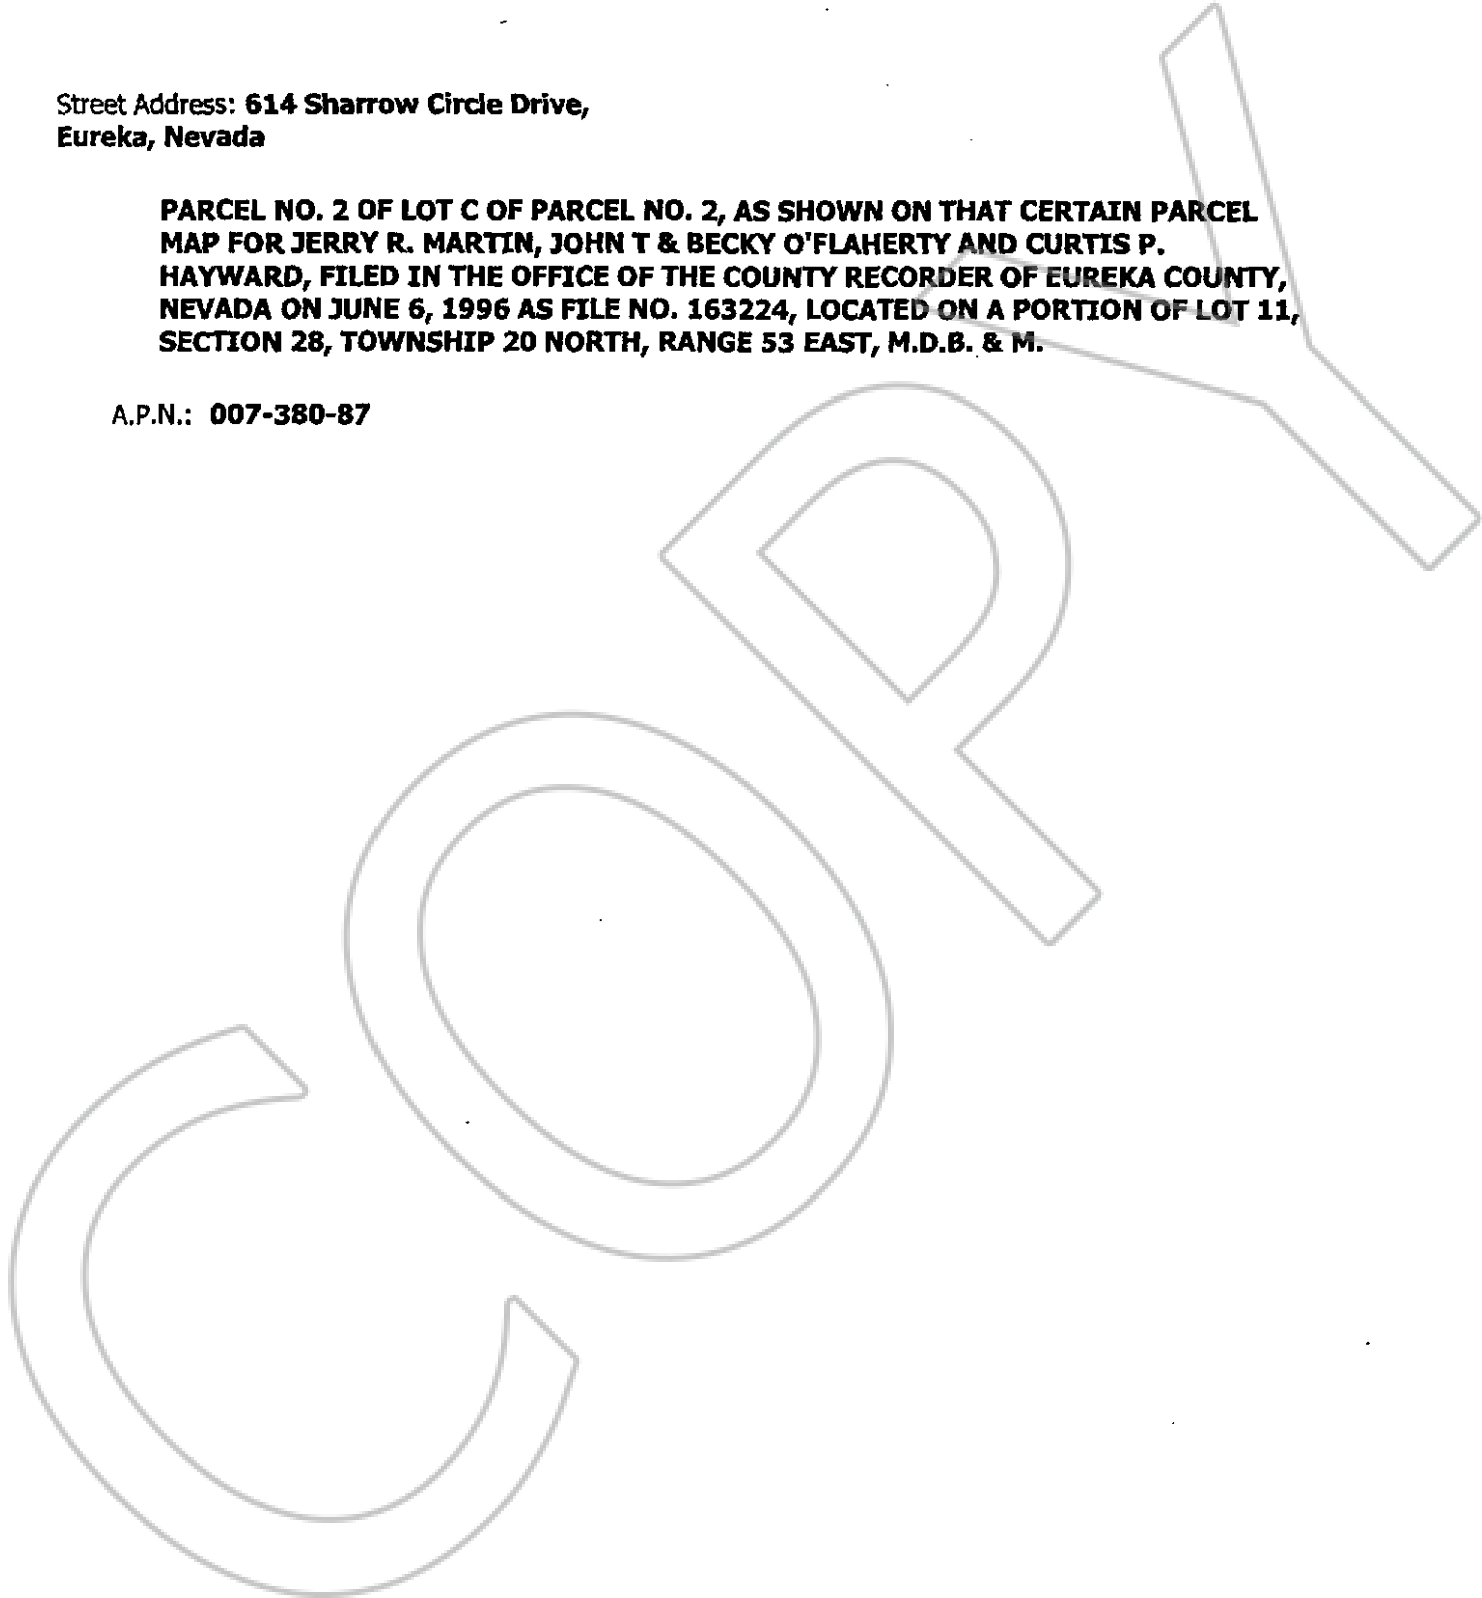 Street Address: 614 Sharrow Circle Drive,
Eureka, Nevada
PARCEL NO. 2 OF LOT C OF PARCEL NO. 2, AS SHOWN ON THAT CERTAIN PARCEL
MAP FOR JERRY R. MARTIN, JOHN T & BECKY O'FLAHERTY AND CURTIS P.
HAYWARD, FILED IN THE OFFICE OF THE COUNTY RECORDER OF EUREKA COUNTY,
NEVADA ON JUNE 6, 1996 AS FILE NO. 163224, LOCATED ON A PORTION OF LOT 11,
SECTION 28, TOWNSHIP 20 NORTH, RANGE 53 EAST, M.D.B. & M.
A.P.N.: 007-380-87
COPY